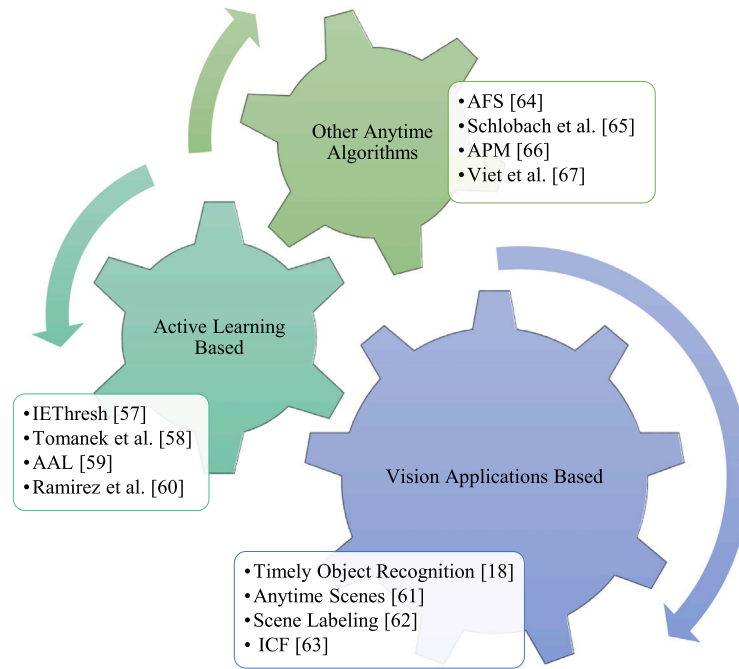 Other Anytime
Algorithms
• AFS [64]
• Schlobach et al. [65]
• APM [66]
• Viet et al. [67]
Active Learning
Based
• IEThresh [57]
• Tomanek et al. [58]
• AAL [59]
• Ramirez et al. [60]
Vision Applications Based
• Timely Object Recognition [18]
• Anytime Scenes [61]
• Scene Labeling [62]
• ICF [63]